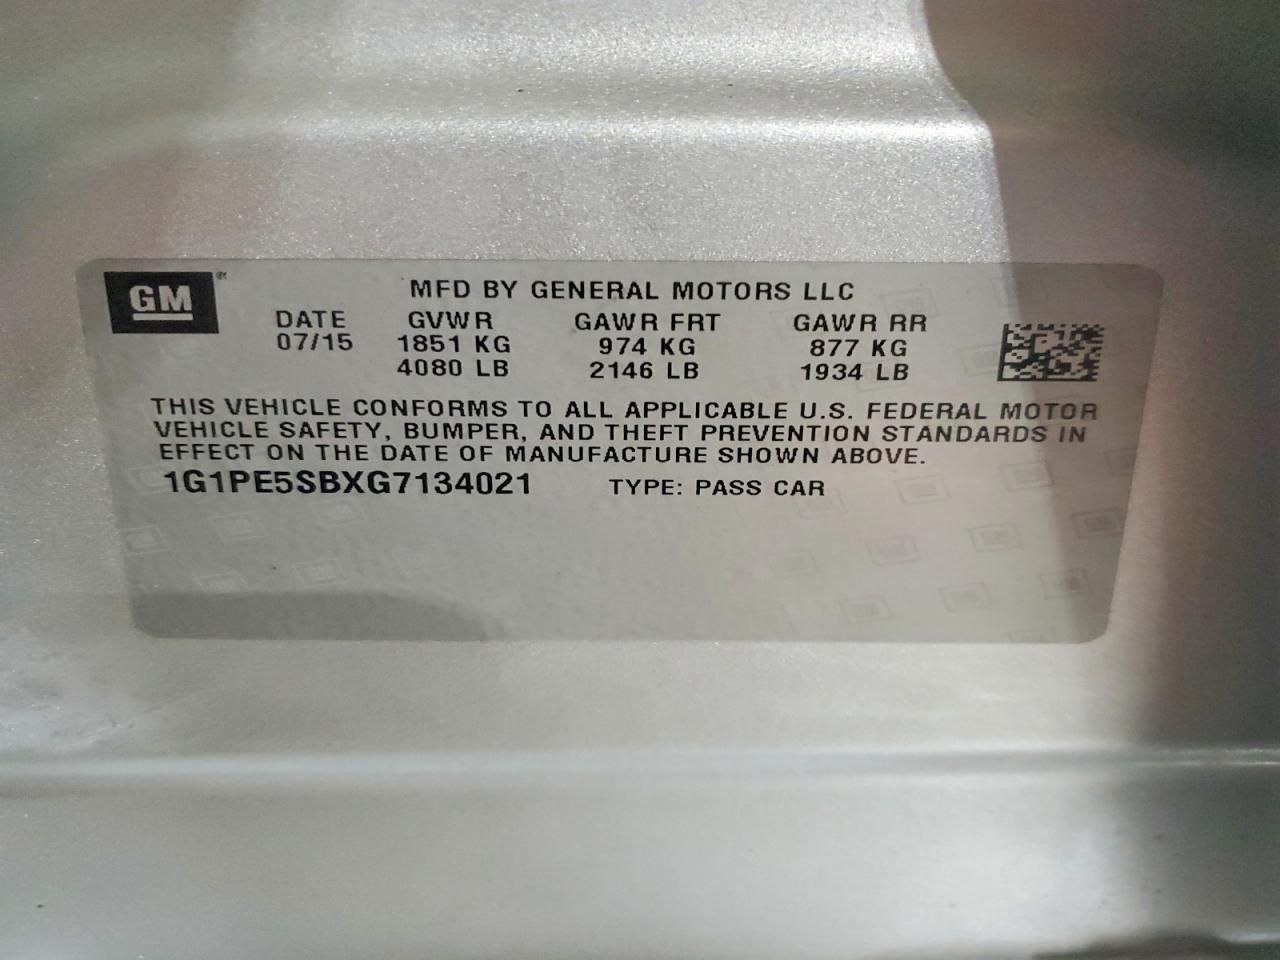 GM
MFD BY GENERAL MOTORS LLC
DATE GVWR GAWR FRT GAWR RR
07/15 1851 KG 974 KG 877 KG
4080 LB 2146 LB 1934 LB
THIS VEHICLE CONFORMS TO ALL APPLICABLE U.S. FEDERAL MOTOR
VEHICLE SAFETY, BUMPER, AND THEFT PREVENTION STANDARDS IN
EFFECT ON THE DATE OF MANUFACTURE SHOWN ABOVE.
1G1PE5SBXG7134021 TYPE: PASS CAR